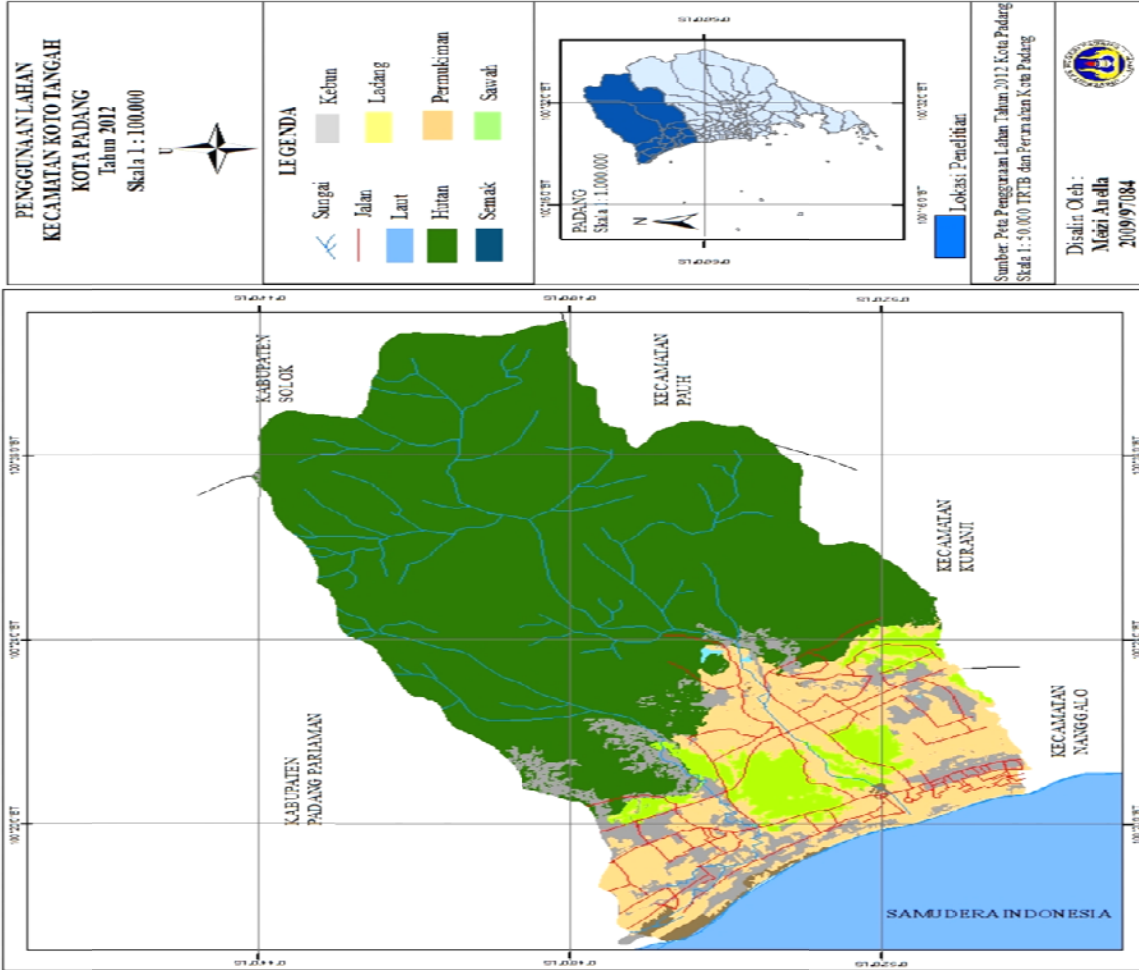 PENGGUNAAN LAHAN
KECAMATAN KOTO TANGAH
KOTA PADANG
Tahun 2012
Skala 1 : 100.000
U
LEGENDA
Sungai
Jalan
Laut
Hutan
Semak
Kebun
Ladang
Permukiman
Sawah
PADANG
Skala 1: 1.000.000
N
Lokasi Penelitian
Sumber: Peta Penggunaan Lahan Tahun 2012 Kota Padang
Skala 1: 50.000 TRTB dan Perumahan Kota Padang
Disalin Oleh :
Meizi Anella
2009/97084
KABUPATEN
SOLOK
KECAMATAN
PAUH
KABUPATEN
PADANG PARIAMAN
KECAMATAN
KURANJI
KECAMATAN
NANGGALO
SAMUDERA INDONESIA